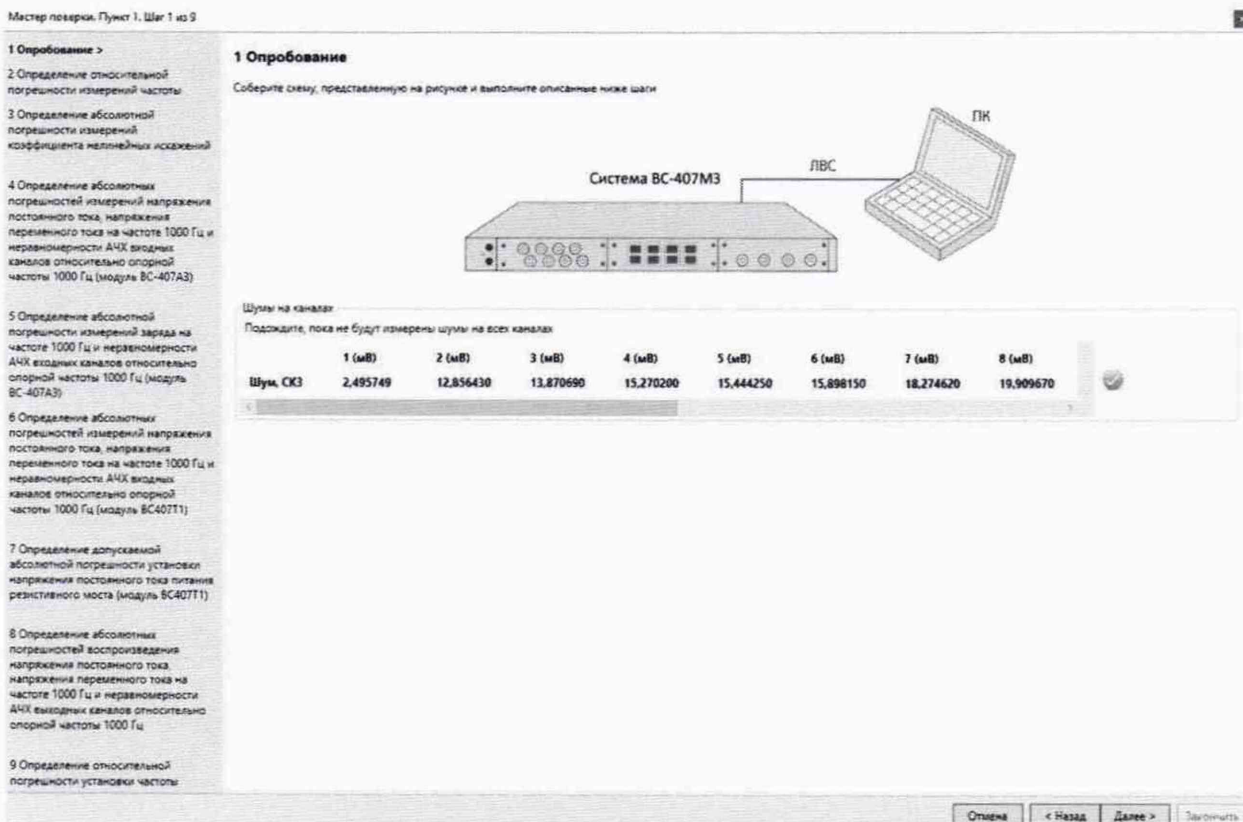 Мастер поверки. Пункт 1. Шаг 1 из 9
1 Опробование >
2 Определение относительной
погрешности измерений частоты
3 Определение абсолютной
погрешности измерений
коэффициента нелинейных искажений
4 Определение абсолютных
погрешностей измерений напряжения
постоянного тока, напряжения
переменного тока на частоте 1000 Гц и
неравномерности АЧХ входных
каналов относительно опорной
частоты 1000 Гц (модуль ВС-407А3)
5 Определение абсолютной
погрешности измерений заряда на
частоте 1000 Гц и неравномерности
АЧХ входных каналов относительно
опорной частоты 1000 Гц (модуль
ВС-407А3)
6 Определение абсолютных
погрешностей измерений напряжения
постоянного тока, напряжения
переменного тока на частоте 1000 Гц и
неравномерности АЧХ входных
каналов относительно опорной
частоты 1000 Гц (модуль ВС407Т1)
7 Определение допускаемой
абсолютной погрешности установки
напряжения постоянного тока питания
резистивного моста (модуль ВС407Т1)
8 Определение абсолютных
погрешностей воспроизведения
напряжения постоянного тока,
напряжения переменного тока на
частоте 1000 Гц и неравномерности
АЧХ выходных каналов относительно
опорной частоты 1000 Гц
9 Определение относительной
погрешности установки частоты
1 Опробование
Соберите схему, представленную на рисунке и выполните описанные ниже шаги
ПК
ЛВС
Система ВС-407М3
Шумы на каналах
Подождите, пока не будут измерены шумы на всех каналах
1 (мВ) 2 (мВ) 3 (мВ) 4 (мВ) 5 (мВ) 6 (мВ) 7 (мВ) 8 (мВ)
Шум, СКЗ 2,495749 12,856430 13,870690 15,270200 15,444250 15,898150 18,274620 19,909670
Отмена < Назад Далее > Закончить